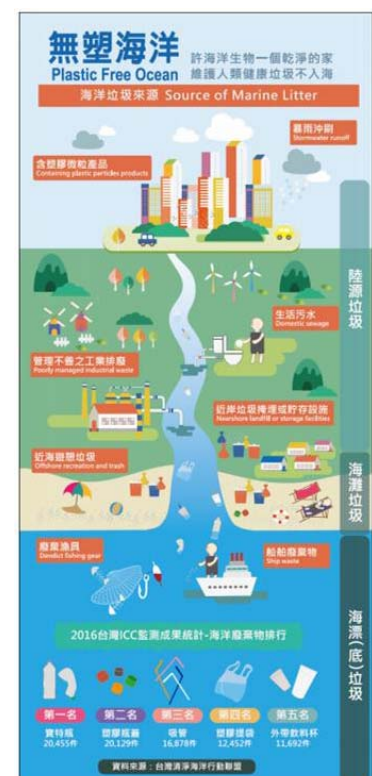 無塑海洋
Plastic Free Ocean
許海洋生物一個乾淨的家
維護人類健康垃圾不入海
海洋垃圾來源 Source of Marine Litter
暴雨沖刷
Stormwater runoff
含塑膠微粒產品
Containing plastic particles products
陸源垃圾
生活污水
Domestic sewage
管理不善之工業排廢
Poorly managed industrial waste
近岸垃圾掩埋或貯存設施
Nearshore landfill or storage facilities
近海遊憩垃圾
Offshore recreation and trash
海灘垃圾
廢棄漁具
Derelict fishing gear
船舶廢棄物
Ship waste
海漂(底)垃圾
2016台灣ICC監測成果統計-海洋廢棄物排行
第一名
第二名
第三名
第四名
第五名
寶特瓶
塑膠瓶蓋
吸管
塑膠提袋
外帶飲料杯
20,455件
20,129件
16,878件
12,452件
11,692件
資料來源:台灣清淨海洋行動聯盟